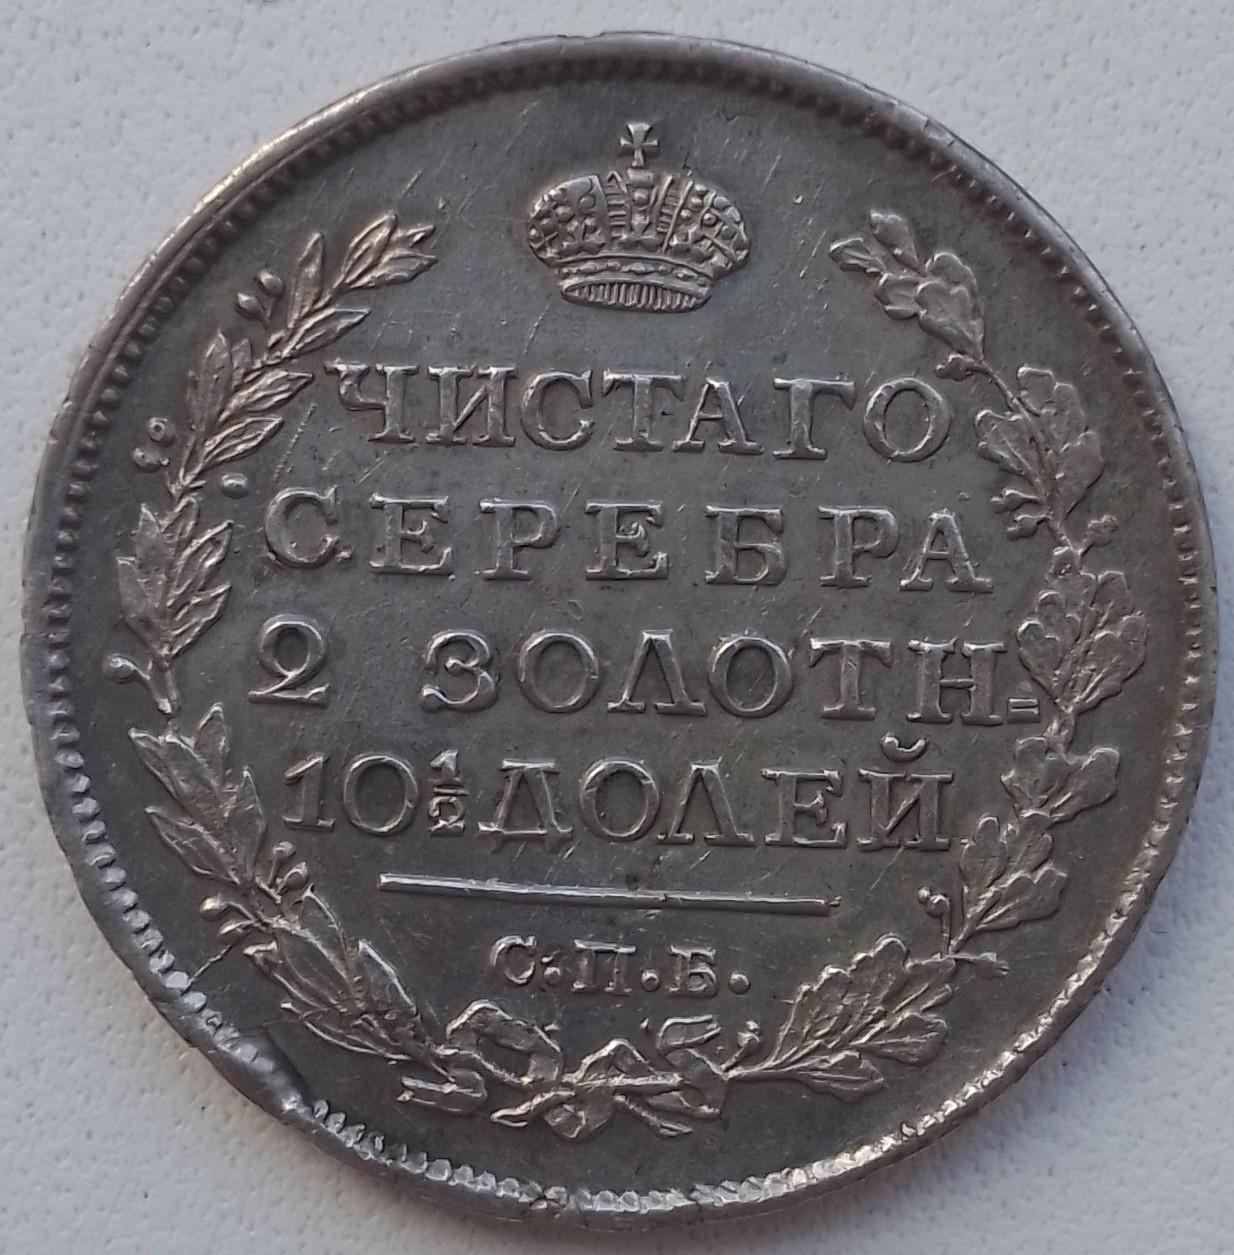 ЧИСТАГО
СЕРЕБРА
2 ЗОЛОТН=
10½ ДОЛЕЙ
С.П.Б.